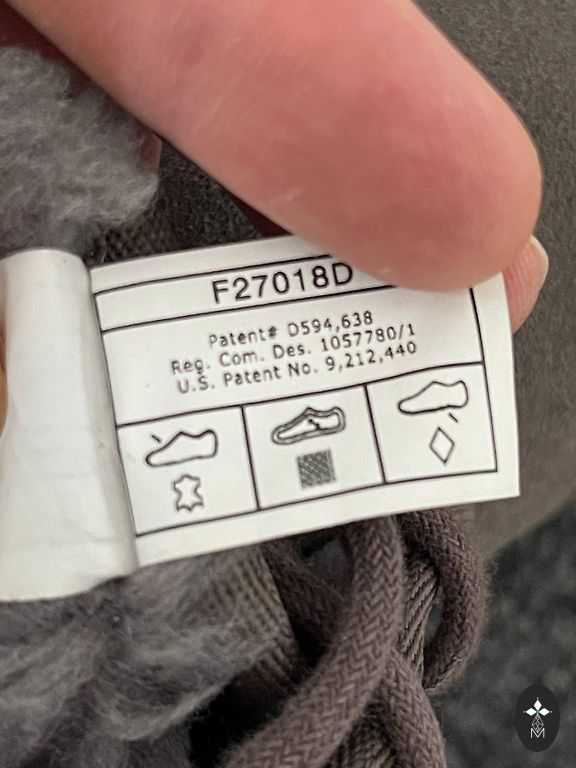 F27018D
Patent# D594,638
Reg. Com. Des. 1057780/1
U.S. Patent No. 9,212,440
M